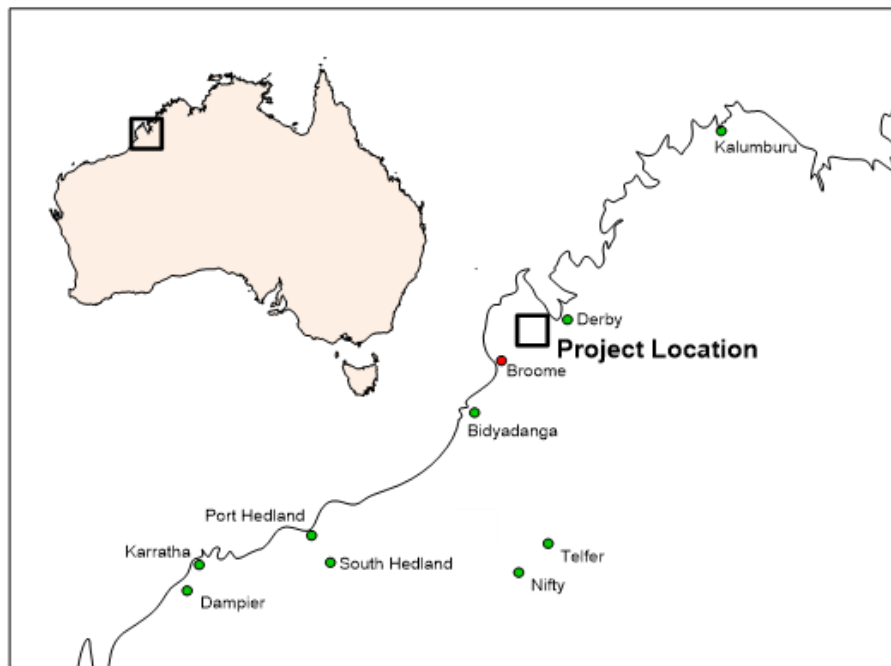 Kalumburu
Derby
Project Location
Broome
Bidyadanga
Port Hedland
Karratha
South Hedland
Telfer
Nifty
Dampier